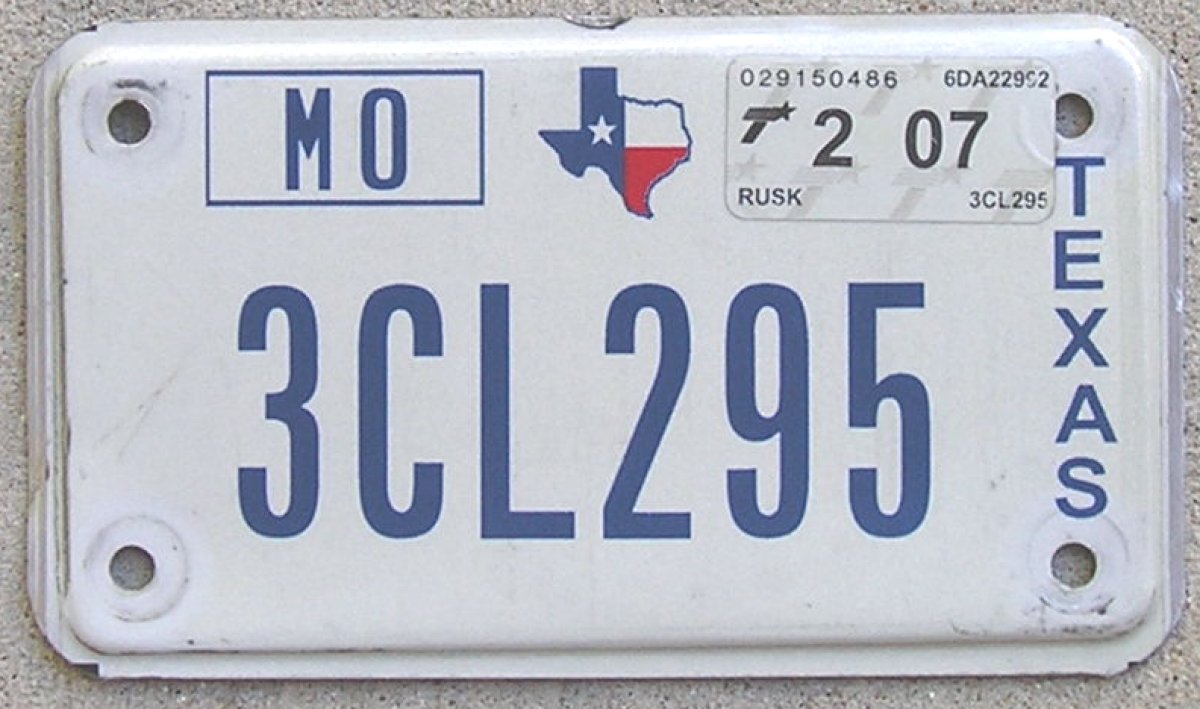 MO
029150486 6DA22992
2 07
RUSK 3CL295
3CL295
TEXAS